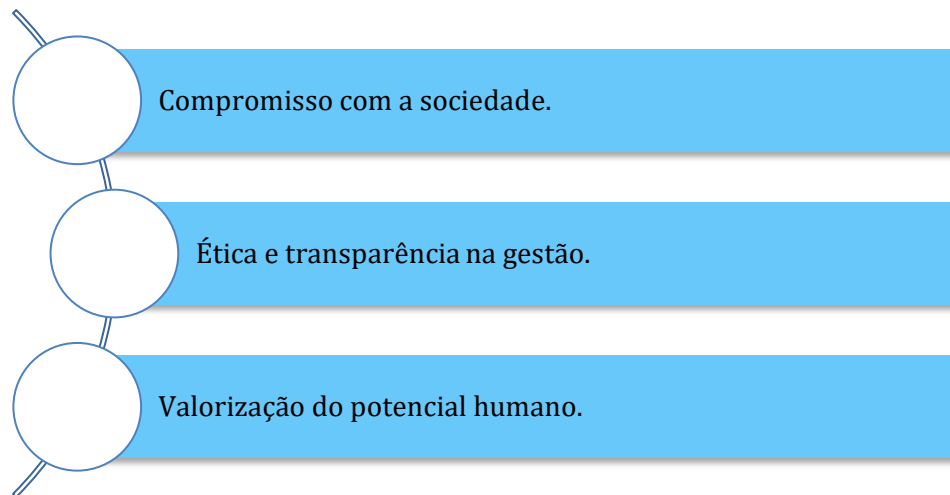 Compromisso com a sociedade.
Ética e transparência na gestão.
Valorização do potencial humano.